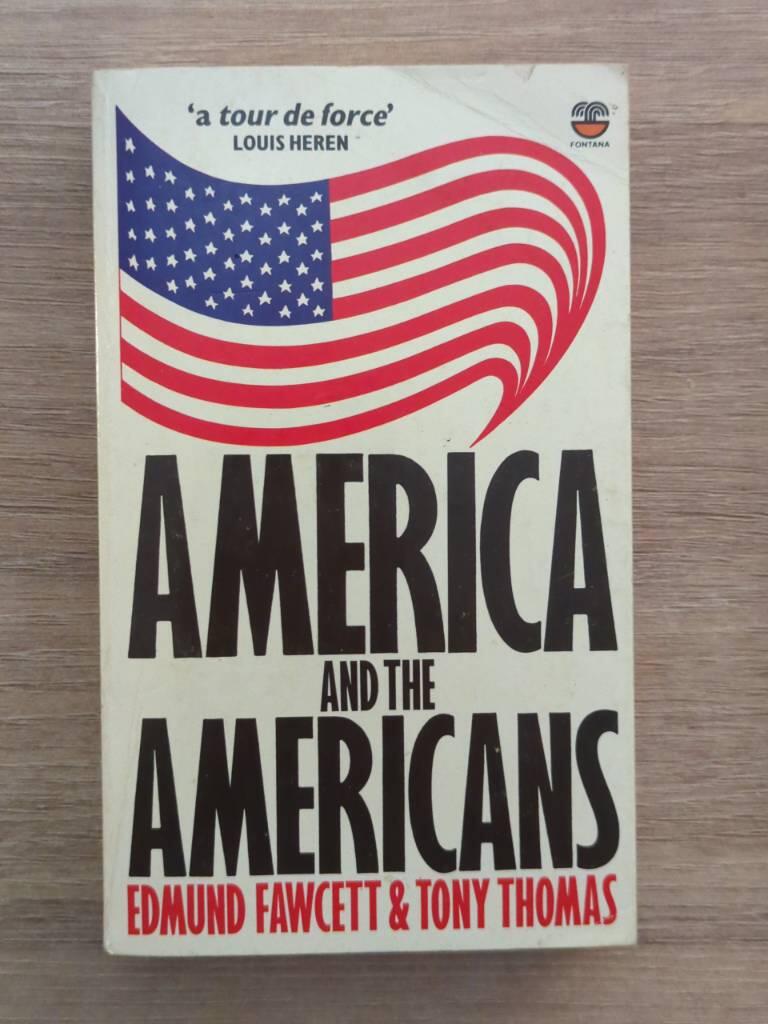 ‘a tour de force’
LOUIS HEREN
FONTANA
AMERICA
AND THE
AMERICANS
EDMUND FAWCETT & TONY THOMAS